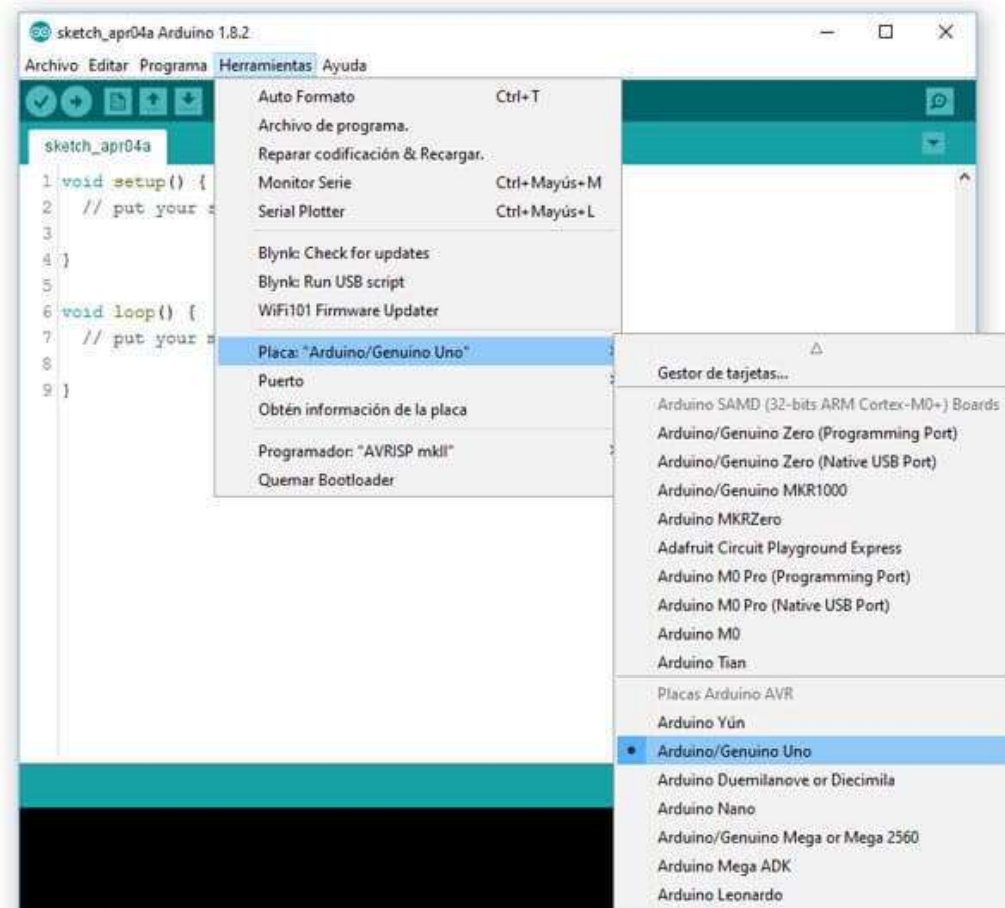 sketch_apr04a Arduino 1.8.2
Archivo Editar Programa Herramientas Ayuda
sketch_apr04a
1 void setup() {
2 // put your s
3
4 }
5
6 void loop() {
7 // put your
8
9 }
Auto Formato Ctrl+T
Archivo de programa.
Reparar codificación & Recargar.
Monitor Serie Ctrl+Mayús+M
Serial Plotter Ctrl+Mayús+L
Blynk: Check for updates
Blynk: Run USB script
WiFi101 Firmware Updater
Placa: "Arduino/Genuino Uno"
Puerto
Obtén información de la placa
Programador: "AVRISP mkII"
Quemar Bootloader
Gestor de tarjetas...
Arduino SAMD (32-bits ARM Cortex-M0+) Boards
Arduino/Genuino Zero (Programming Port)
Arduino/Genuino Zero (Native USB Port)
Arduino/Genuino MKR1000
Arduino MKRZero
Adafruit Circuit Playground Express
Arduino M0 Pro (Programming Port)
Arduino M0 Pro (Native USB Port)
Arduino M0
Arduino Tian
Placas Arduino AVR
Arduino Yún
Arduino/Genuino Uno
Arduino Duemilanove or Diecimila
Arduino Nano
Arduino/Genuino Mega or Mega 2560
Arduino Mega ADK
Arduino Leonardo